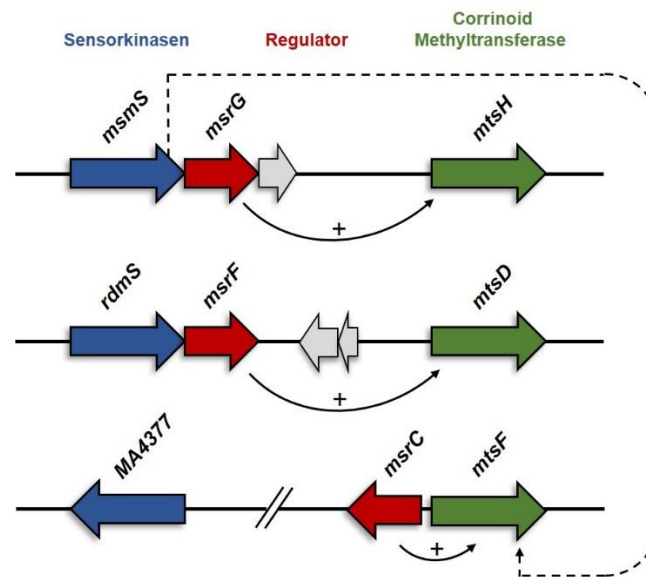 Sensorkinasen
Regulator
Corrinoid
Methyltransferase
msmS
msrG
mtsH
+
rdmS
msrF
mtsD
+
MA4377
msrC
mtsF
+